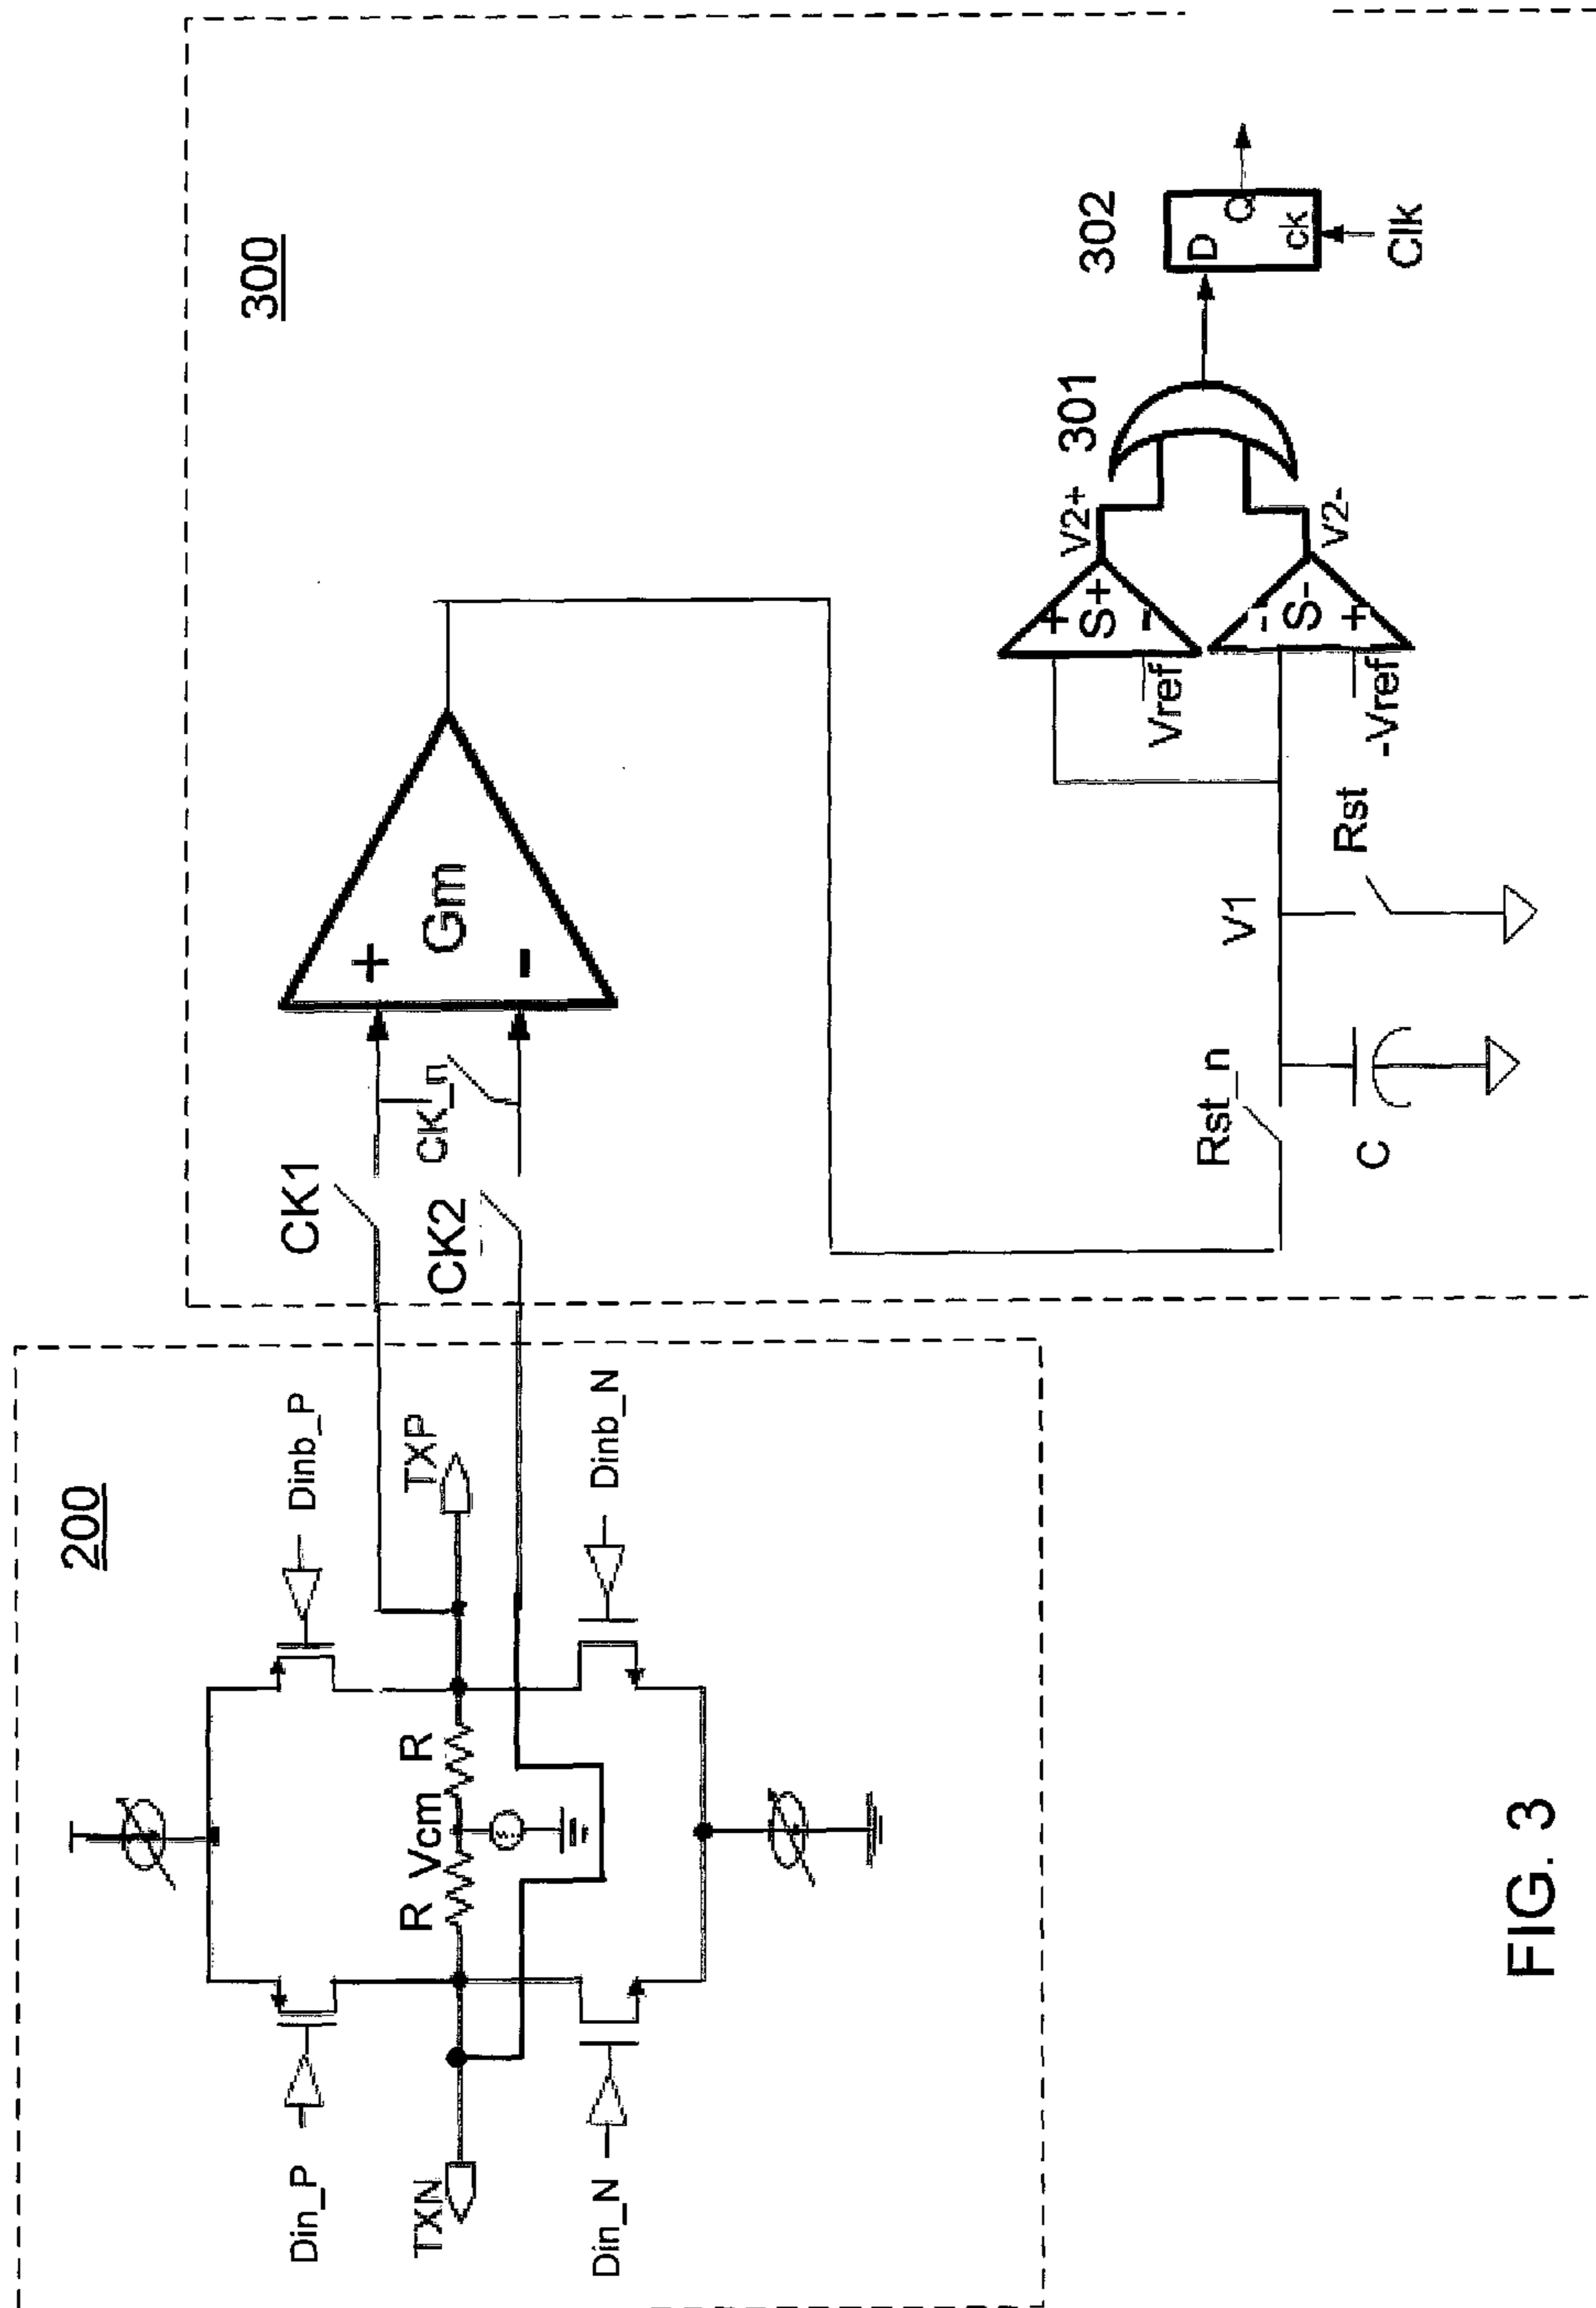 200
Din_P
Dinb_P
TXN
R
Vcm
R
TXP
Din_N
Dinb_N
300
CK1
CK_n
CK2
+
Gm
-
Rst_n
V1
C
Rst
+
S+
-
Vref
V2+
-
S-
+
-Vref
V2-
301
302
D
Q
ck
Clk
FIG. 3